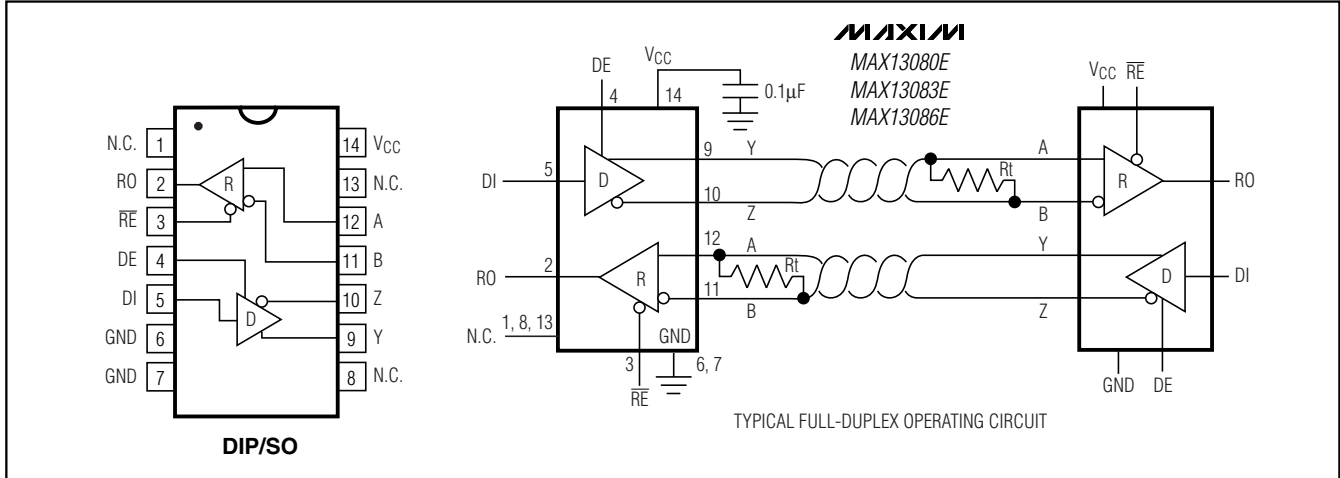 MAXIM
MAX13080E
MAX13083E
MAX13086E
N.C. 1
RO 2
RE 3
DE 4
DI 5
GND 6
GND 7
14 VCC
13 N.C.
12 A
11 B
10 Z
9 Y
8 N.C.
R
D
DIP/SO
DE
4
VCC
14
0.1µF
DI
5
D
9 Y
10
Z
RO
2
R
12
A
11
B
Rt
N.C.
1, 8, 13
GND
3
RE
6, 7
VCC RE
A
Rt
B
R
RO
Y
D
DI
Z
GND DE
TYPICAL FULL-DUPLEX OPERATING CIRCUIT